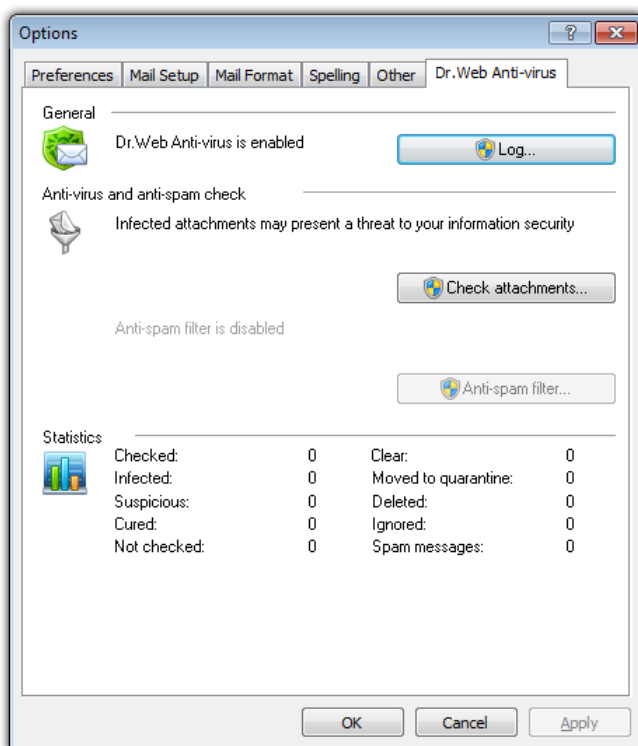 Options
Preferences Mail Setup Mail Format Spelling Other Dr.Web Anti-virus
General
Dr.Web Anti-virus is enabled Log...
Anti-virus and anti-spam check
Infected attachments may present a threat to your information security
Check attachments...
Anti-spam filter is disabled
Anti-spam filter...
Statistics
Checked: 0 Clear: 0
Infected: 0 Moved to quarantine: 0
Suspicious: 0 Deleted: 0
Cured: 0 Ignored: 0
Not checked: 0 Spam messages: 0
OK Cancel Apply